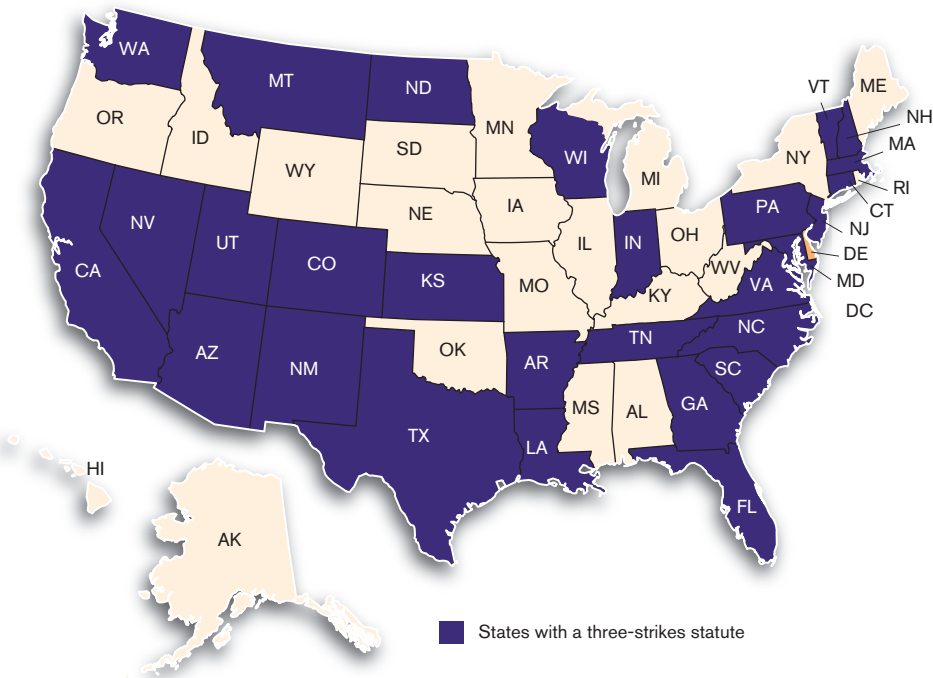 WA
MT
ND
MN
VT
ME
NH
OR
ID
SD
WI
MA
WY
MI
NY
RI
CT
NE
IA
PA
NJ
NV
UT
IL
IN
OH
DE
CA
CO
KS
MO
WV
VA
MD
KY
DC
AZ
NM
OK
AR
TN
NC
SC
MS
AL
GA
TX
LA
HI
FL
AK
States with a three-strikes statute